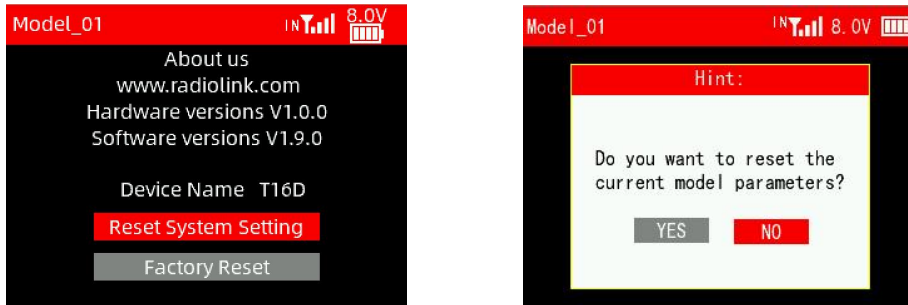 Model_01 IN 8.0V
About us
www.radiolink.com
Hardware versions V1.0.0
Software versions V1.9.0
Device Name T16D
Reset System Setting
Factory Reset
Model_01 IN 8.0V
Hint:
Do you want to reset the
current model parameters?
YES NO